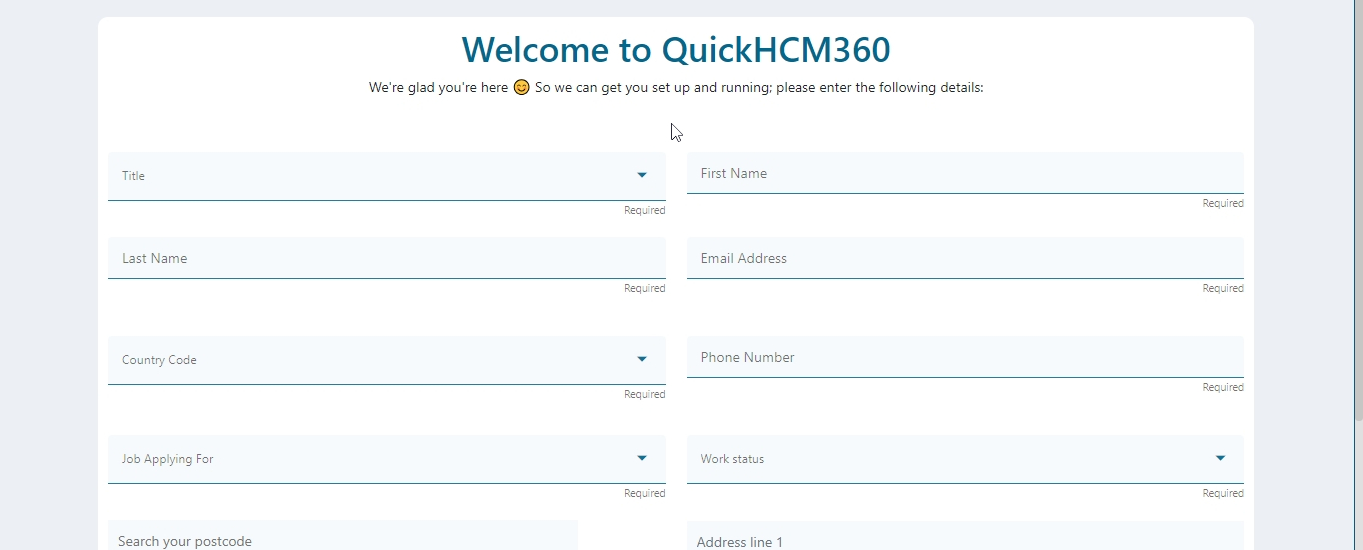 Welcome to QuickHCM360
We're glad you're here 😊 So we can get you set up and running; please enter the following details:
Title
First Name
Required
Required
Last Name
Email Address
Required
Required
Country Code
Phone Number
Required
Required
Job Applying For
Work status
Required
Required
Search your postcode
Address line 1